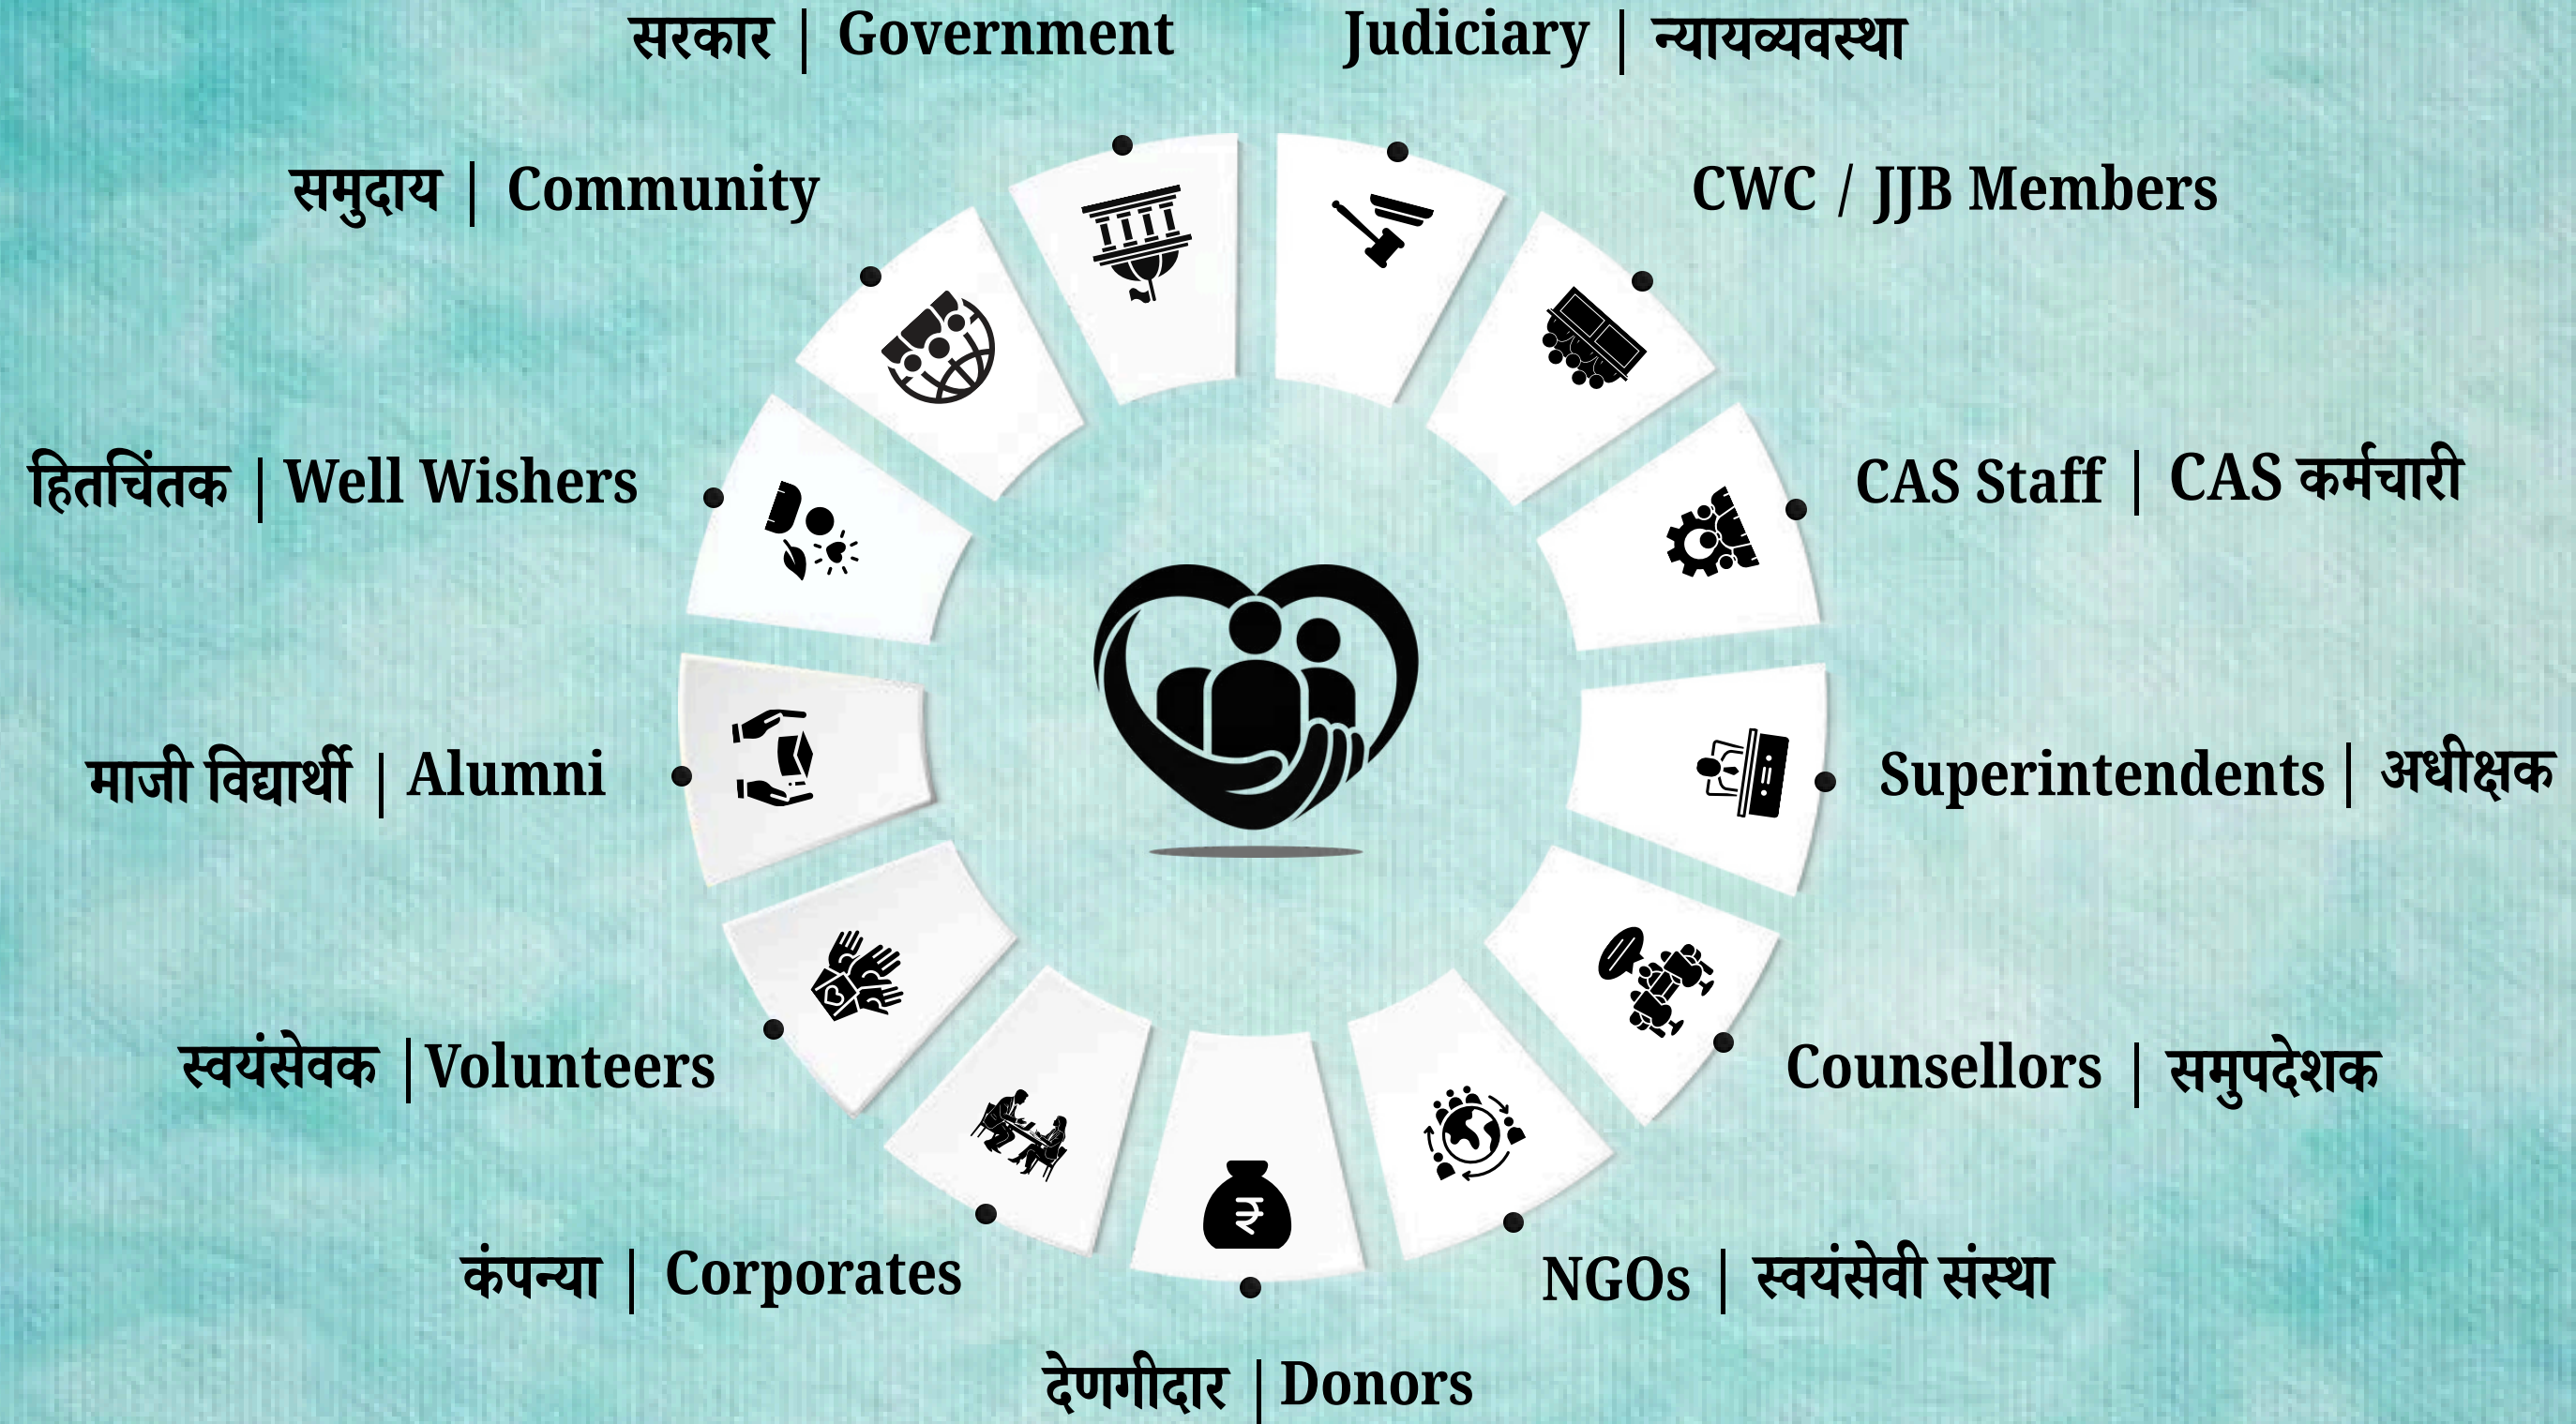 सरकार | Government
Judiciary | न्यायव्यवस्था
समुदाय | Community
CWC / JJB Members
हितचिंतक | Well Wishers
CAS Staff | CAS कर्मचारी
माजी विद्यार्थी | Alumni
Superintendents | अधीक्षक
स्वयंसेवक | Volunteers
Counsellors | समुपदेशक
कंपन्या | Corporates
NGOs | स्वयंसेवी संस्था
₹
देणगीदार | Donors